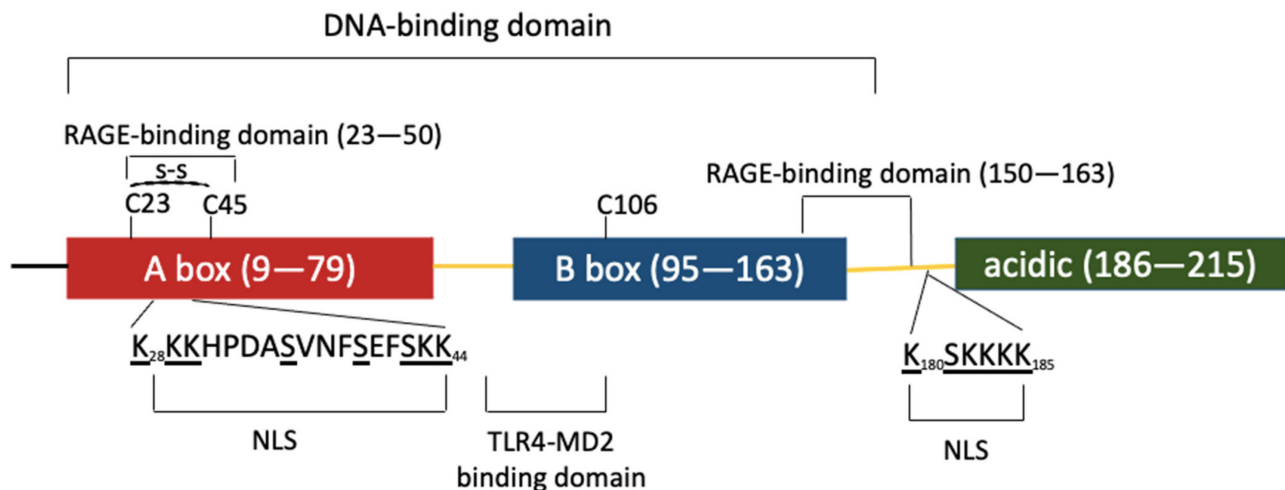 DNA-binding domain
RAGE-binding domain (23—50)
s-s
C23 C45
RAGE-binding domain (150—163)
C106
A box (9—79)
B box (95—163)
acidic (186—215)
K28KKHPDASVNFSEFSKK44
K180SKKKK185
NLS
TLR4-MD2
binding domain
NLS